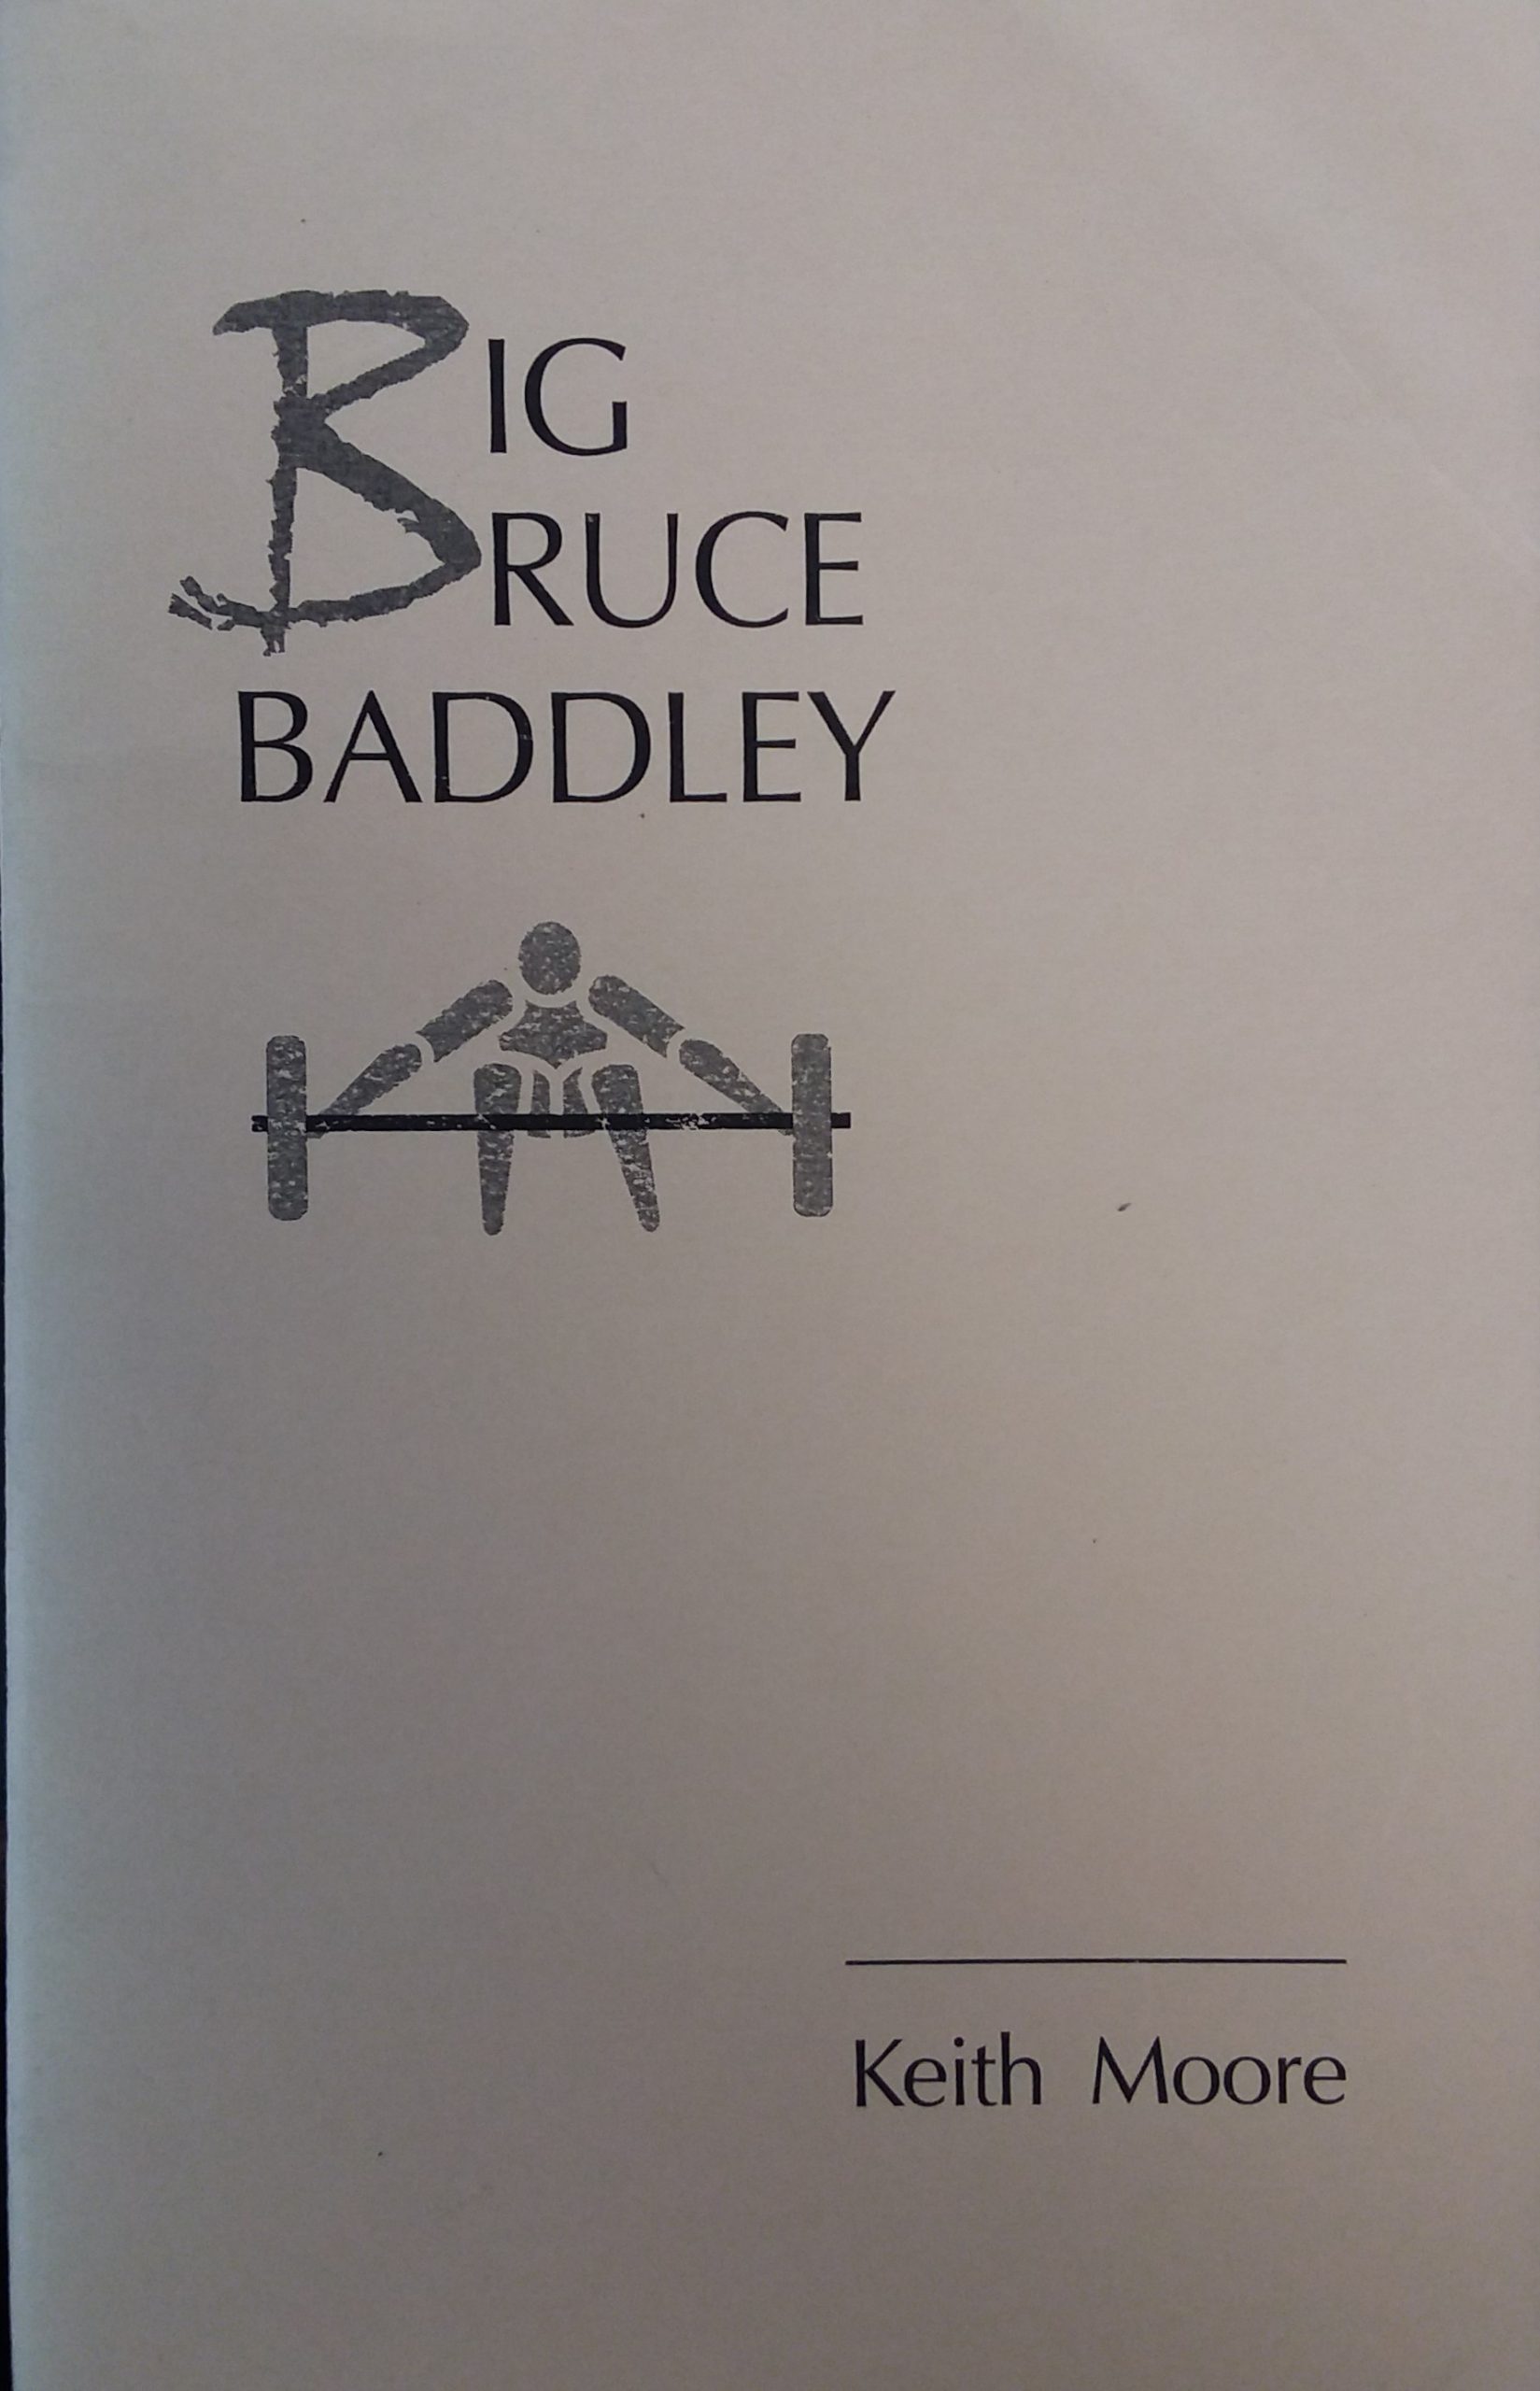 BIG
BRUCE
BADDLEY
Keith Moore